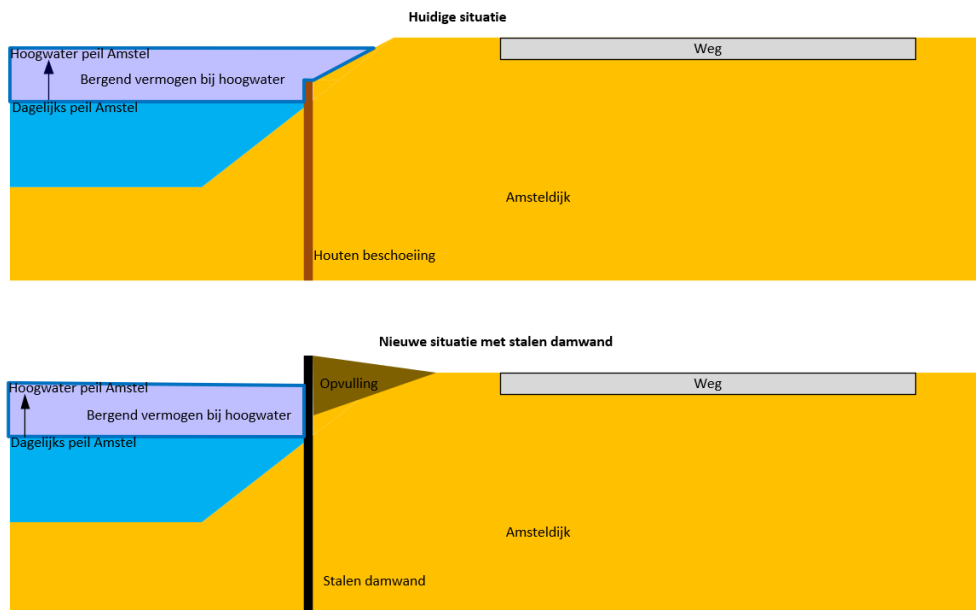 Huidige situatie
Hoogwater peil Amstel
Weg
Bergend vermogen bij hoogwater
Dagelijks peil Amstel
Amsteldijk
Houten beschoeiing
Nieuwe situatie met stalen damwand
Hoogwater peil Amstel
Opvulling
Weg
Bergend vermogen bij hoogwater
Dagelijks peil Amstel
Amsteldijk
Stalen damwand